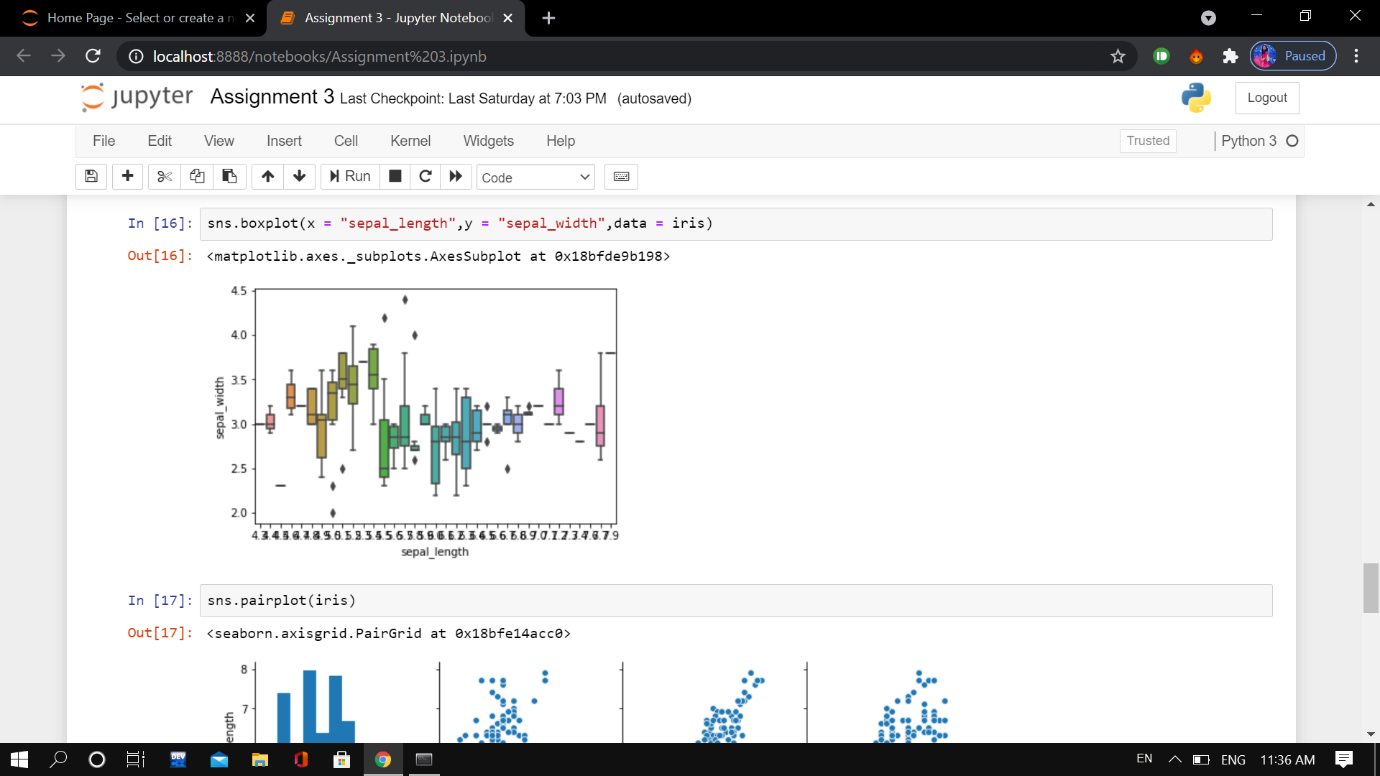 Home Page - Select or create a n
Assignment 3 - Jupyter Notebook
localhost:8888/notebooks/Assignment%203.ipynb
Paused
jupyter Assignment 3 Last Checkpoint: Last Saturday at 7:03 PM (autosaved)
Logout
File Edit View Insert Cell Kernel Widgets Help
Trusted
Python 3
Run
Code
In [16]: sns.boxplot(x = "sepal_length",y = "sepal_width",data = iris)
Out[16]: <matplotlib.axes._subplots.AxesSubplot at 0x18bfde9b198>
4.5
4.0
3.5
3.0
2.5
2.0
sepal_width
sepal_length
In [17]: sns.pairplot(iris)
Out[17]: <seaborn.axisgrid.PairGrid at 0x18bfe14acc0>
8
7
ength
DEV
EN
ENG
11:36 AM